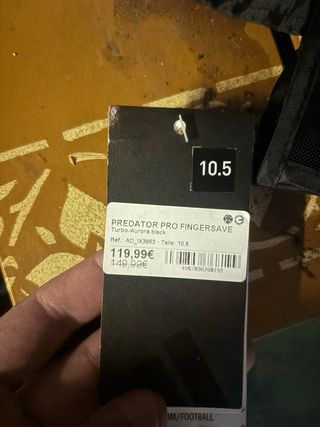 10.5
PREDATOR PRO FINGERSAVE
Turbo-Aurora black
Ref.: AD_IX3863 - Talla: 10,5
119,99€
149,99€
OM/FOOTBALL